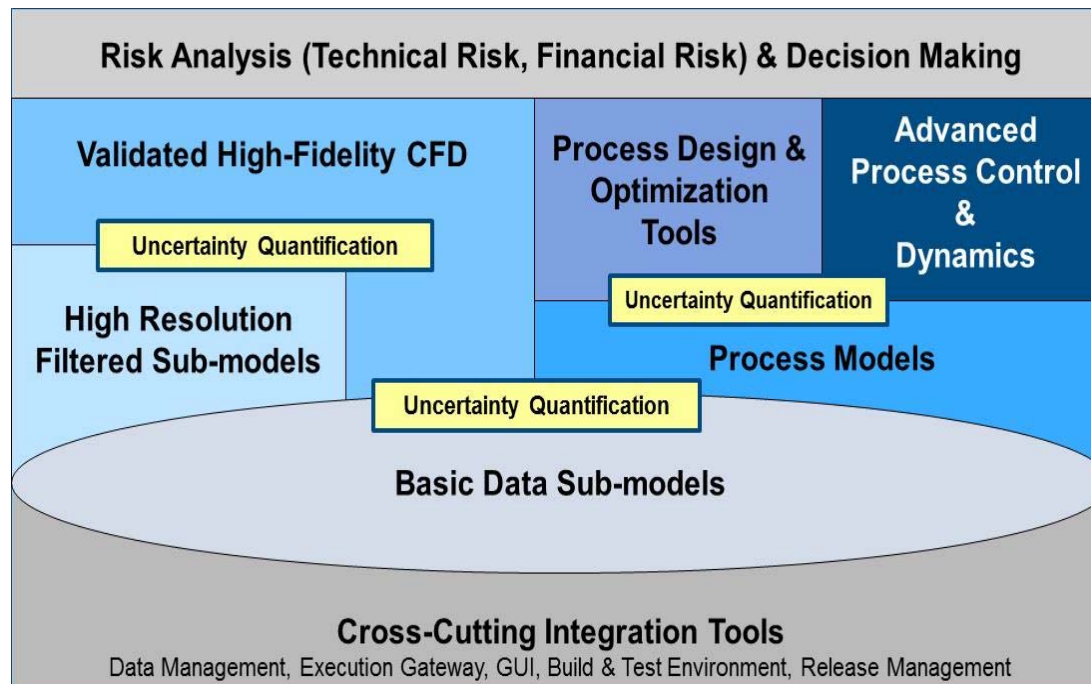 Risk Analysis (Technical Risk, Financial Risk) & Decision Making
Validated High-Fidelity CFD
Process Design &
Optimization
Tools
Advanced
Process Control
&
Dynamics
Uncertainty Quantification
Uncertainty Quantification
High Resolution
Filtered Sub-models
Process Models
Uncertainty Quantification
Basic Data Sub-models
Cross-Cutting Integration Tools
Data Management, Execution Gateway, GUI, Build & Test Environment, Release Management